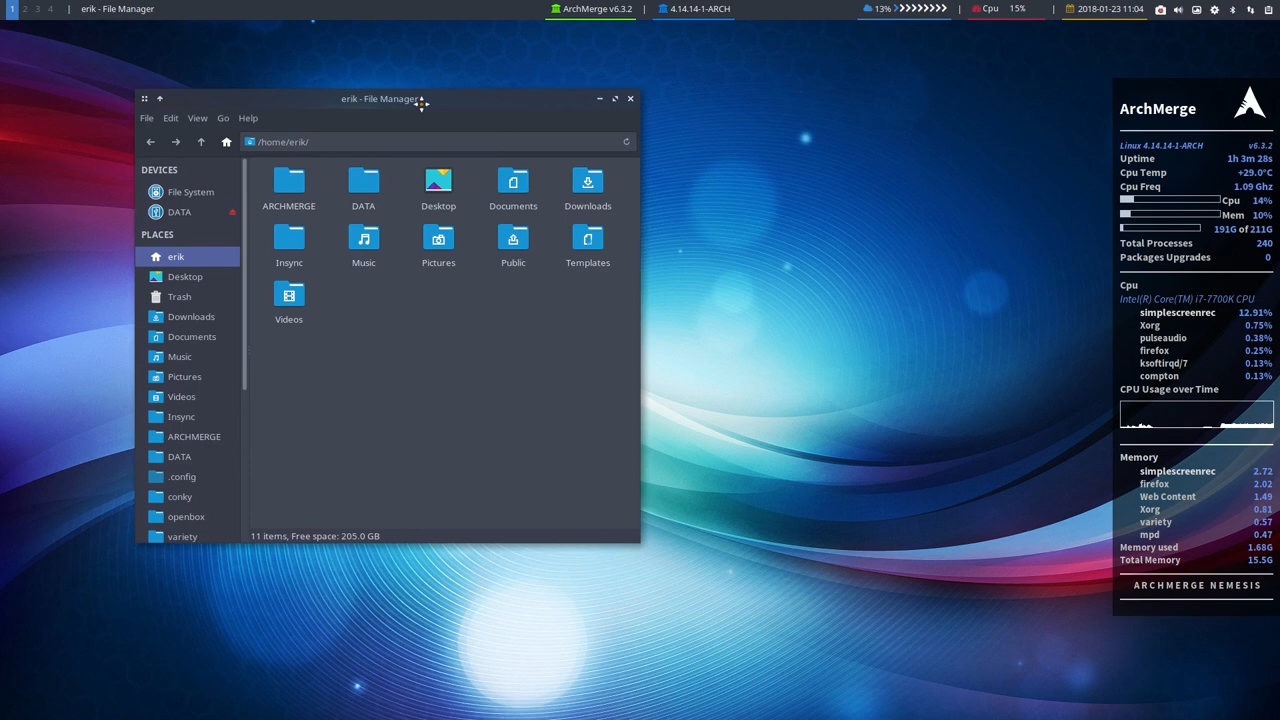 1 2 3 4 | erik - File Manager ArchMerge v6.3.2 | 4.14.14-1-ARCH 13% | Cpu 15% | 2018-01-23 11:04
erik - File Manager
File Edit View Go Help
/home/erik/
DEVICES
File System
DATA
PLACES
erik
Desktop
Trash
Downloads
Documents
Music
Pictures
Videos
Insync
ARCHMERGE
DATA
.config
conky
openbox
variety
ARCHMERGE DATA Desktop Documents Downloads
Insync Music Pictures Public Templates
Videos
11 items, Free space: 205.0 GB
ArchMerge
Linux 4.14.14-1-ARCH v6.3.2
Uptime 1h 3m 28s
Cpu Temp +29.0°C
Cpu Freq 1.09 Ghz
Cpu 14%
Mem 10%
191G of 211G
Total Processes 240
Packages Upgrades 0
Cpu
Intel(R) Core(TM) i7-7700K CPU
simplescreenrec 12.91%
Xorg 0.75%
pulseaudio 0.38%
firefox 0.25%
ksoftirqd/7 0.13%
compton 0.13%
CPU Usage over Time
Memory
simplescreenrec 2.72
firefox 2.02
Web Content 1.49
Xorg 0.81
variety 0.57
mpd 0.47
Memory used 1.68G
Total Memory 15.5G
ARCHMERGE NEMESIS